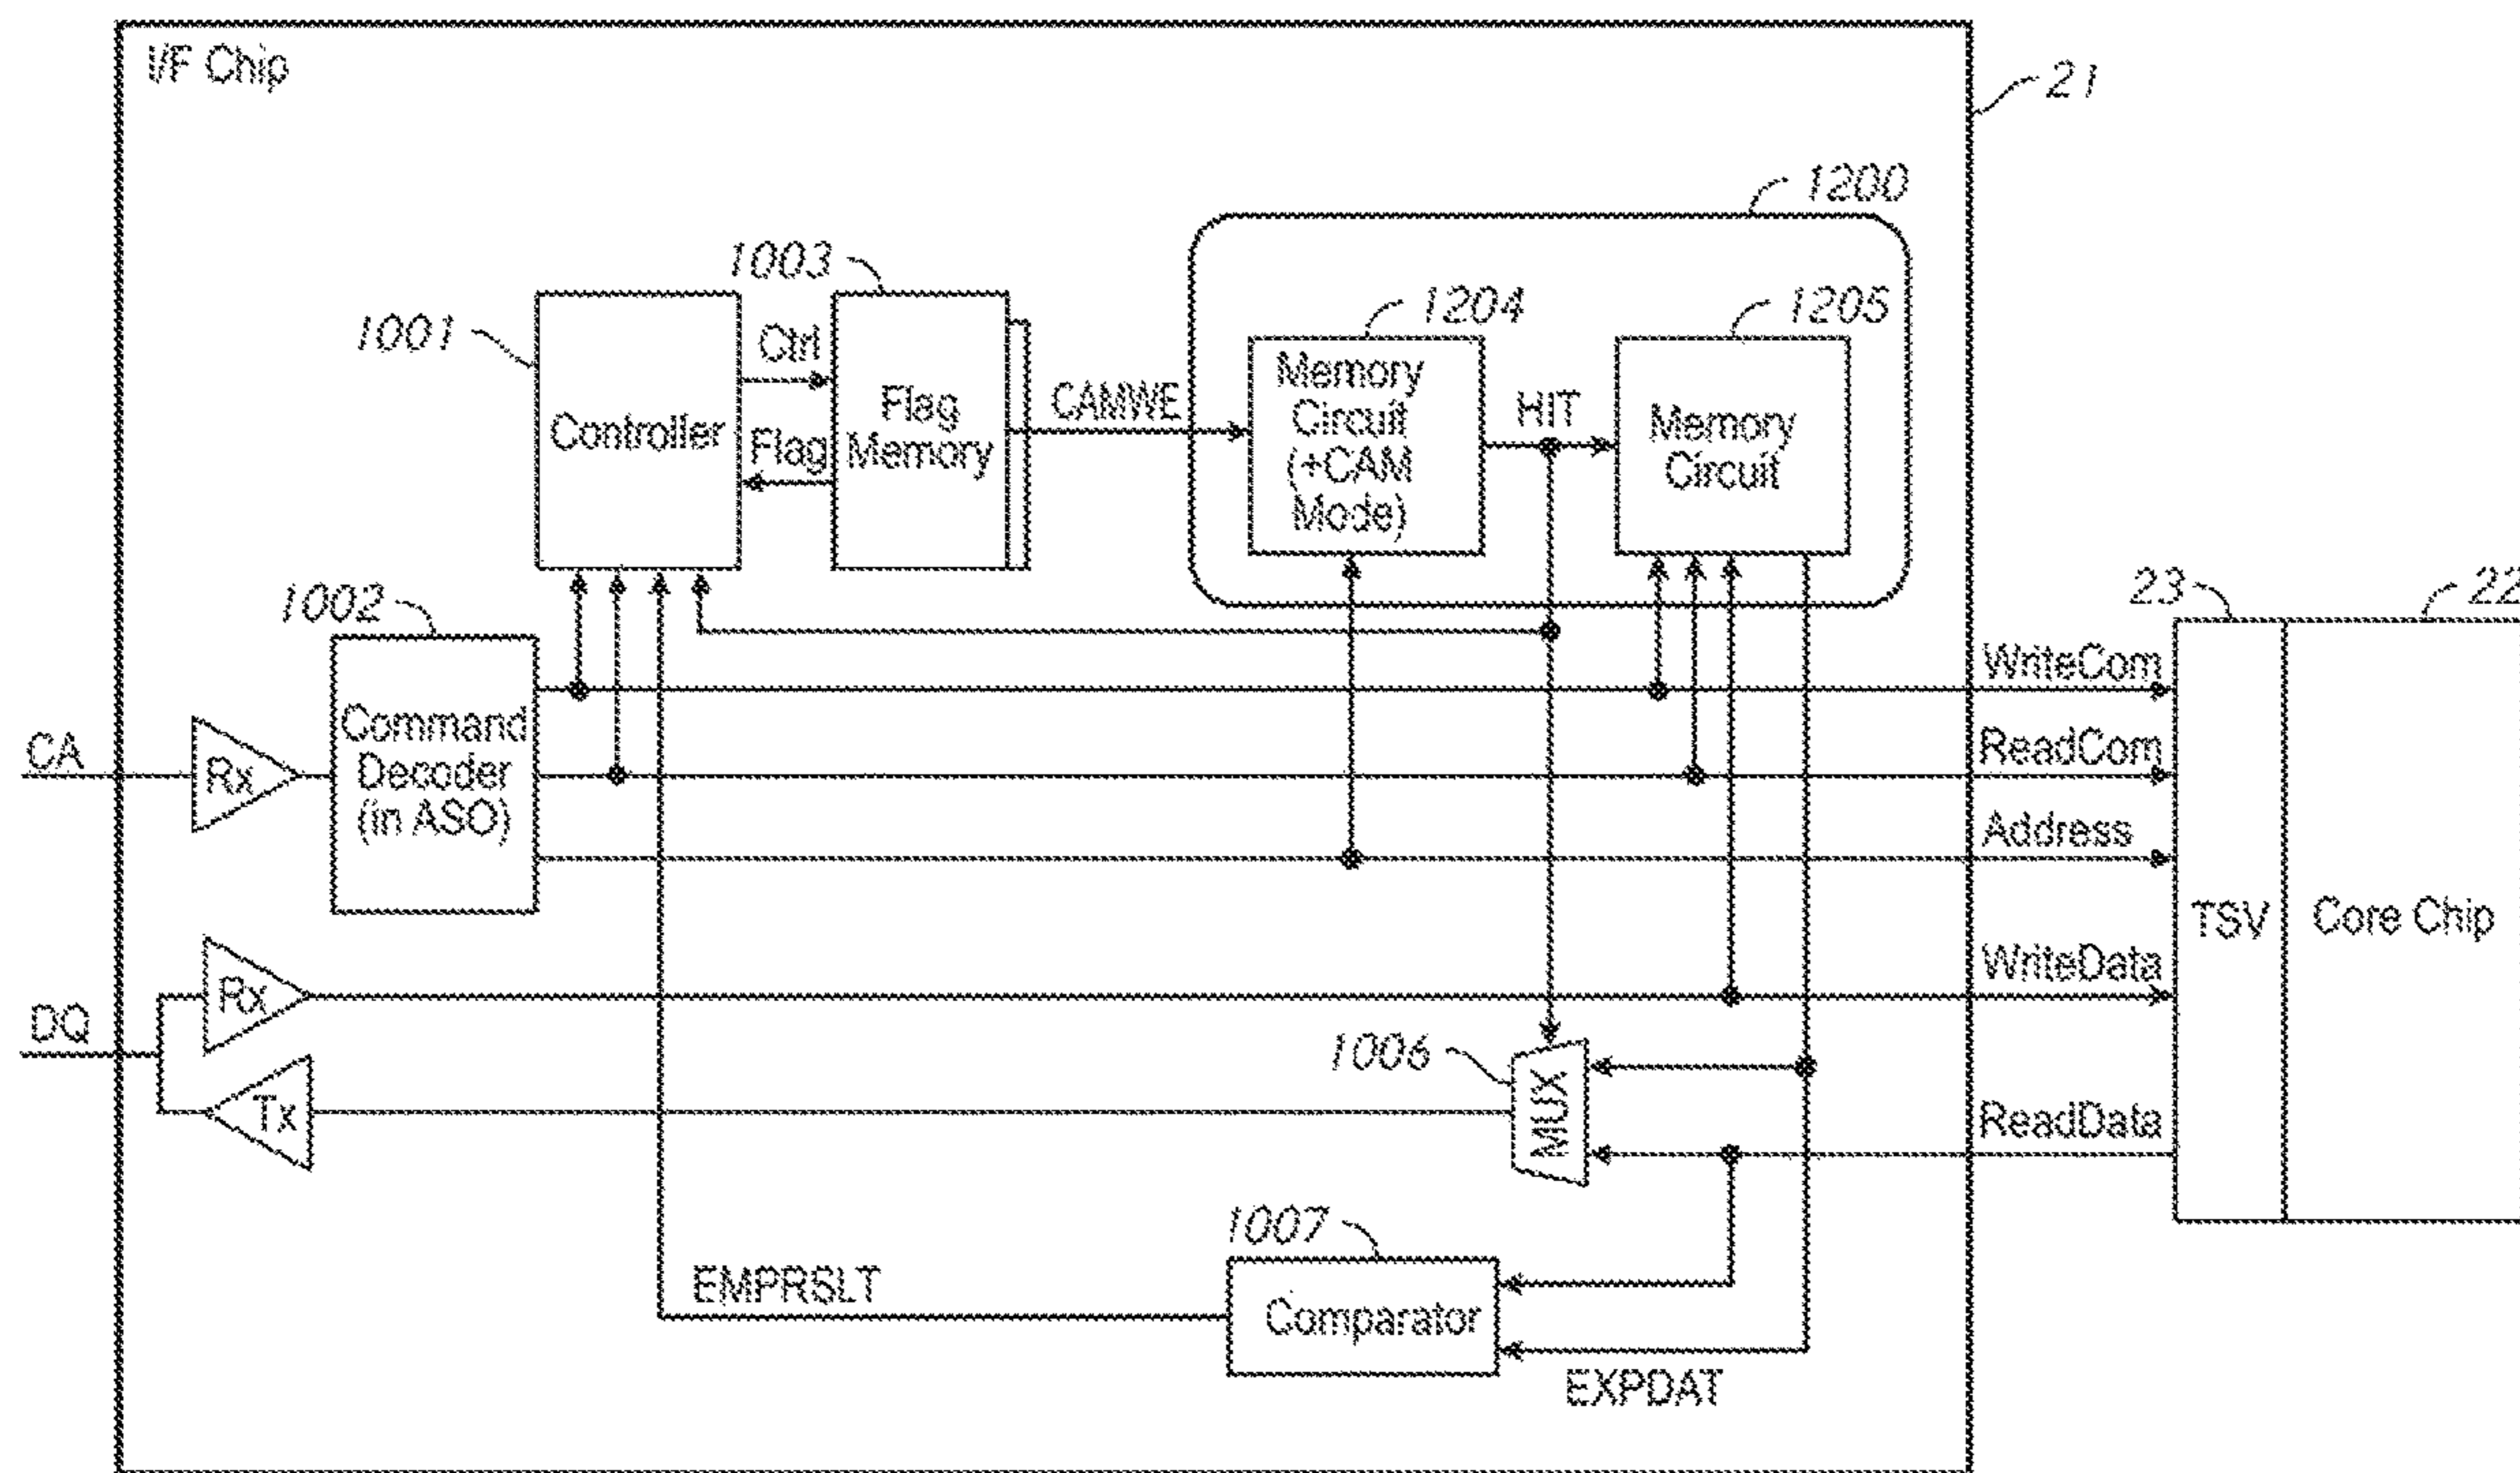 I/F Chip
21
1200
1003
1204
1205
1001
Ctrl
Memory
Circuit
(+CAM
Mode)
HIT
Memory
Circuit
Controller
Flag
Flag
Memory
CAMWE
1002
23
22
WriteCom
Command
Decoder
(in ASO)
CA
Rx
ReadCom
Address
TSV
Core Chip
WriteData
Rx
DQ
1006
MUX
Tx
ReadData
1007
EMPRSLT
Comparator
EXPDAT